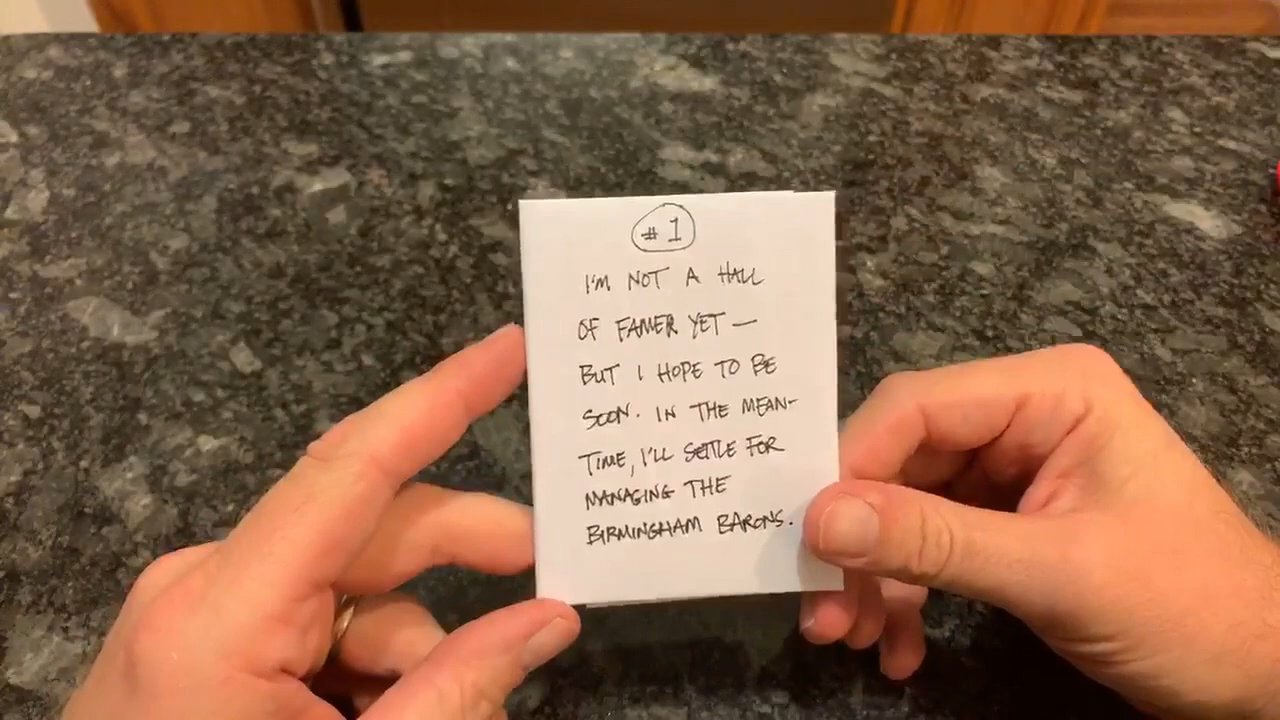 #1
I'M NOT A HALL
OF FAMER YET —
BUT I HOPE TO BE
SOON. IN THE MEAN-
TIME, I'LL SETTLE FOR
MANAGING THE
BIRMINGHAM BARONS.